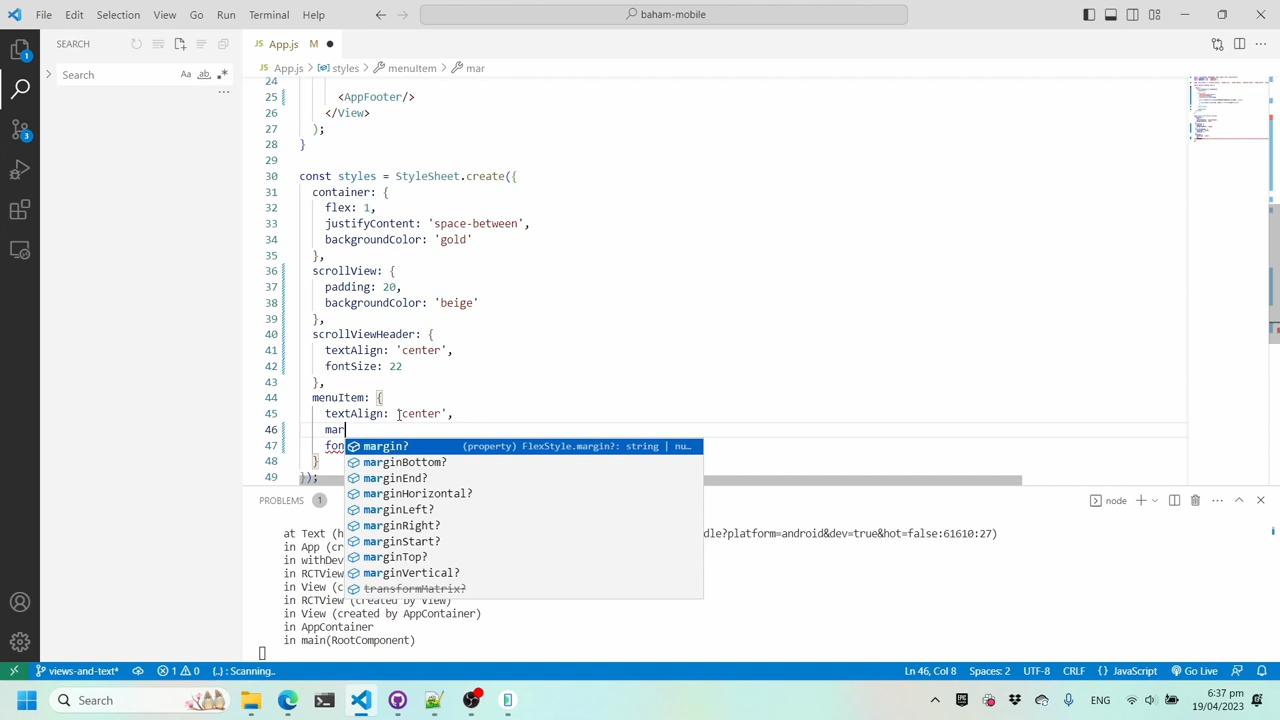 File Edit Selection View Go Run Terminal Help
baham-mobile
SEARCH
Search
Aa ab .*
...
App.js M
App.js > styles > menuItem > mar
24
25 <AppFooter/>
26 </View>
27 );
28 }
29
30 const styles = StyleSheet.create({
31 container: {
32 flex: 1,
33 justifyContent: 'space-between',
34 backgroundColor: 'gold'
35 },
36 scrollView: {
37 padding: 20,
38 backgroundColor: 'beige'
39 },
40 scrollViewHeader: {
41 textAlign: 'center',
42 fontSize: 22
43 },
44 menuItem: {
45 textAlign: 'center',
46 mar
47 fon
48 }
49 });
margin? (property) FlexStyle.margin?: string | nu...
marginBottom?
marginEnd?
marginHorizontal?
marginLeft?
marginRight?
marginStart?
marginTop?
marginVertical?
transformMatrix?
PROBLEMS 1
node
at Text (h dle?platform=android&dev=true&hot=false:61610:27)
in App (cr
in withDev
in RCTView
in View (c
in RCTView (created by View)
in View (created by AppContainer)
in AppContainer
in main(RootComponent)
views-and-text* 1 0 {..}: Scanning.. Ln 46, Col 8 Spaces: 2 UTF-8 CRLF {} JavaScript Go Live
1
3
Search
ENG
6:37 pm
19/04/2023